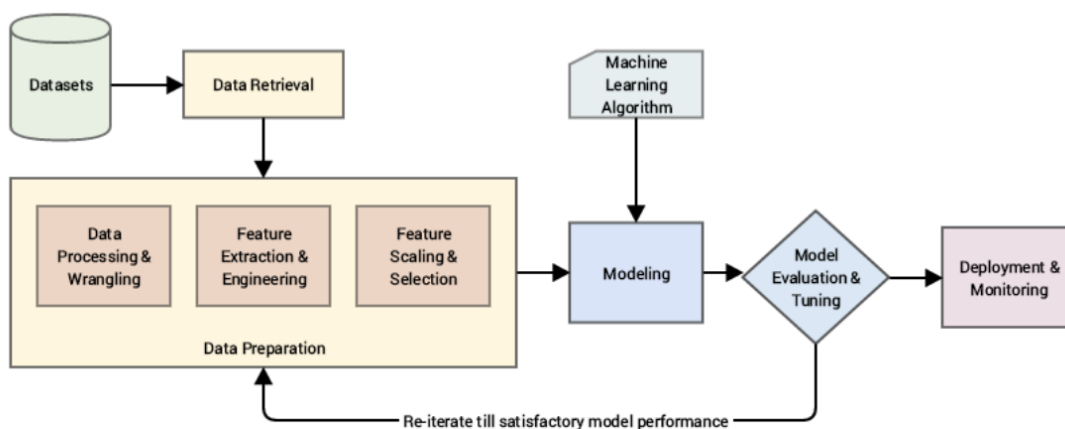 Datasets
Data Retrieval
Machine
Learning
Algorithm
Data
Processing &
Wrangling
Feature
Extraction &
Engineering
Feature
Scaling &
Selection
Data Preparation
Modeling
Model
Evaluation &
Tuning
Deployment &
Monitoring
Re-iterate till satisfactory model performance